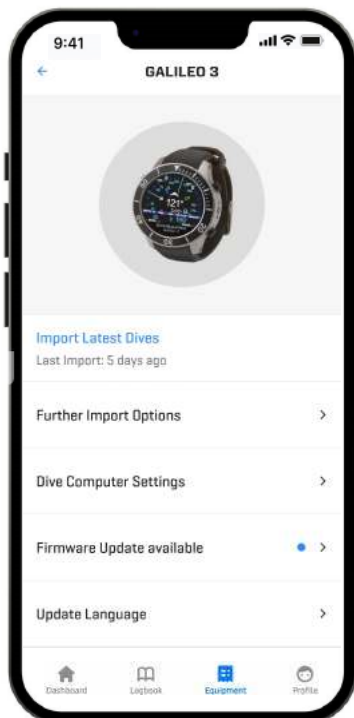 9:41
GALILEO 3
121°
Import Latest Dives
Last Import: 5 days ago
Further Import Options
Dive Computer Settings
Firmware Update available
Update Language
Dashboard
Logbook
Equipment
Profile